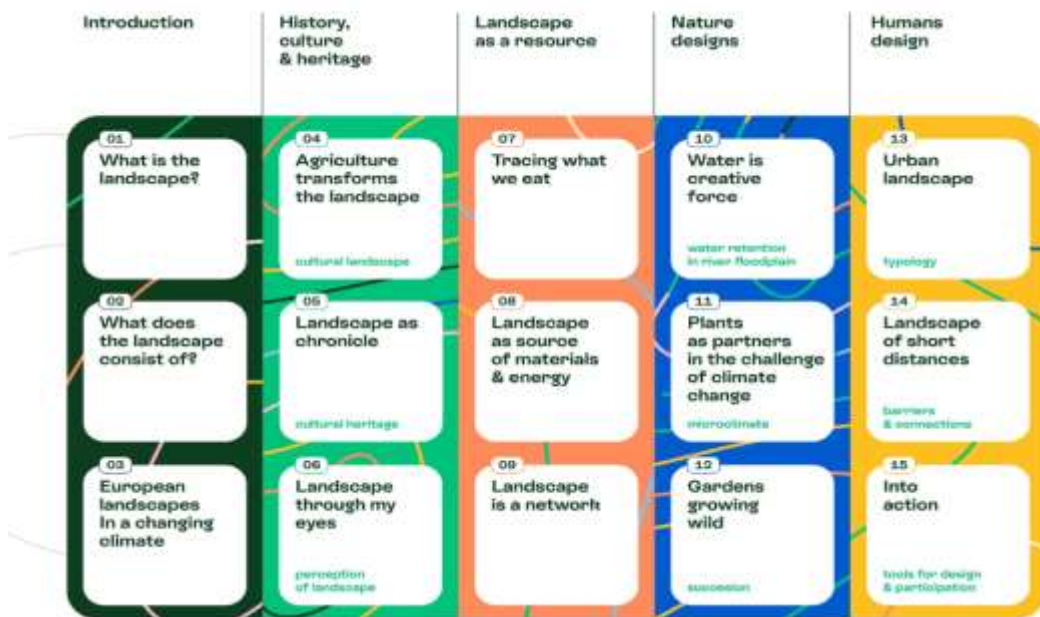 Introduction
History,
culture
& heritage
Landscape
as a resource
Nature
designs
Humans
design
01
What is the
landscape?
02
What does
the landscape
consist of?
03
European
landscapes
In a changing
climate
04
Agriculture
transforms
the landscape
cultural landscape
05
Landscape as
chronicle
cultural heritage
06
Landscape
through my
eyes
perception
of landscape
07
Tracing what
we eat
08
Landscape
as source
of materials
& energy
09
Landscape
is a network
10
Water is
creative
force
water retention
in river floodplain
11
Plants
as partners
in the challenge
of climate
change
microclimate
12
Gardens
growing
wild
succession
13
Urban
landscape
typology
14
Landscape
of short
distances
barriers
& connections
15
Into
action
tools for design
& participation